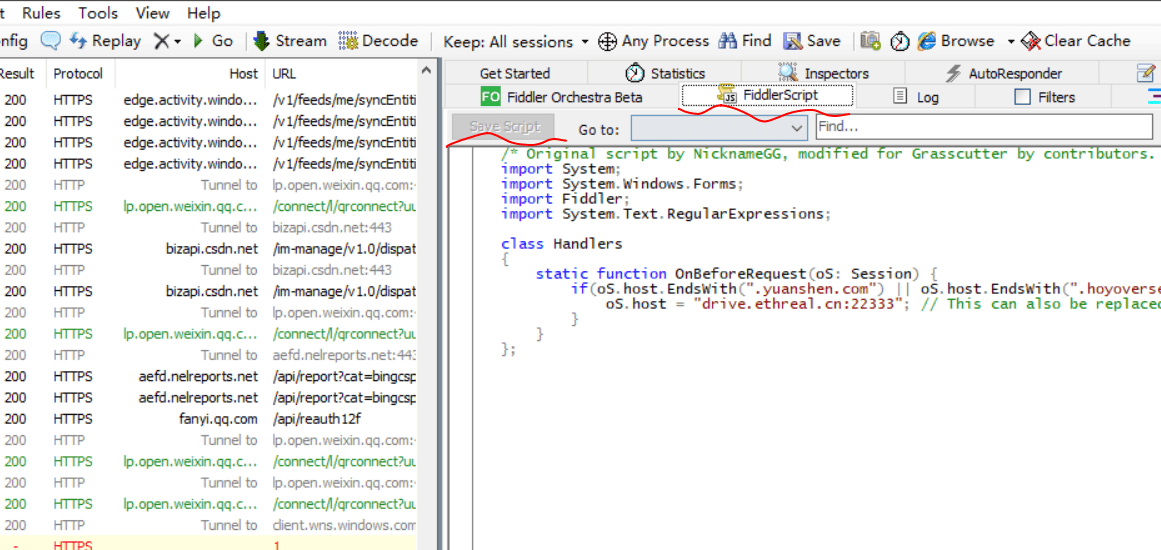 t Rules Tools View Help
nfig Replay X Go Stream Decode Keep: All sessions Any Process Find Save Browse Clear Cache
Result Protocol Host URL
200 HTTPS edge.activity.windo... /v1/feeds/me/syncEntiti
200 HTTPS edge.activity.windo... /v1/feeds/me/syncEntiti
200 HTTPS edge.activity.windo... /v1/feeds/me/syncEntiti
200 HTTPS edge.activity.windo... /v1/feeds/me/syncEntiti
200 HTTP Tunnel to lp.open.weixin.qq.com:
200 HTTPS lp.open.weixin.qq.c... /connect/l/qrconnect?uu
200 HTTP Tunnel to bizapi.csdn.net:443
200 HTTPS bizapi.csdn.net /im-manage/v1.0/dispat
200 HTTP Tunnel to bizapi.csdn.net:443
200 HTTPS bizapi.csdn.net /im-manage/v1.0/dispat
200 HTTP Tunnel to lp.open.weixin.qq.com:
200 HTTPS lp.open.weixin.qq.c... /connect/l/qrconnect?uu
200 HTTP Tunnel to aefd.nelreports.net:443
200 HTTPS aefd.nelreports.net /api/report?cat=bingcsp
200 HTTPS aefd.nelreports.net /api/report?cat=bingcsp
200 HTTPS fanyi.qq.com /api/reauth12f
200 HTTP Tunnel to lp.open.weixin.qq.com:
200 HTTPS lp.open.weixin.qq.c... /connect/l/qrconnect?uu
200 HTTP Tunnel to lp.open.weixin.qq.com:
200 HTTPS lp.open.weixin.qq.c... /connect/l/qrconnect?uu
200 HTTP Tunnel to client.wns.windows.com
- HTTPS 1
Get Started Statistics Inspectors AutoResponder
FO Fiddler Orchestra Beta JS FiddlerScript Log Filters
Save Script Go to: Find...
/* Original script by NicknameGG, modified for Grasscutter by contributors.
import System;
import System.Windows.Forms;
import Fiddler;
import System.Text.RegularExpressions;
class Handlers
{
static function OnBeforeRequest(oS: Session) {
if(oS.host.EndsWith(".yuanshen.com") || oS.host.EndsWith(".hoyoverse
oS.host = "drive.ethreal.cn:22333"; // This can also be replaced
}
}
};